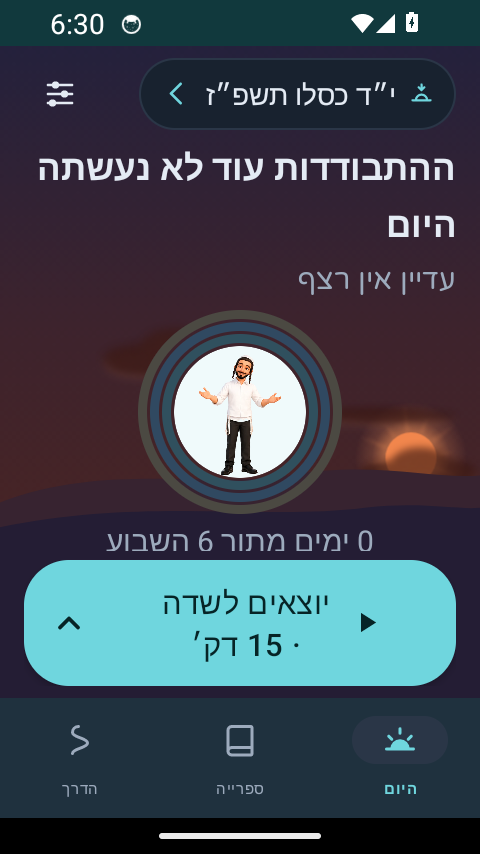 6:30
י״ד כסלו תשפ״ז
ההתבודדות עוד לא נעשתה
היום
עדיין אין רצף
0 ימים מתוך 6 השבוע
יוצאים לשדה
· 15 דק׳
היום
ספרייה
הדרך